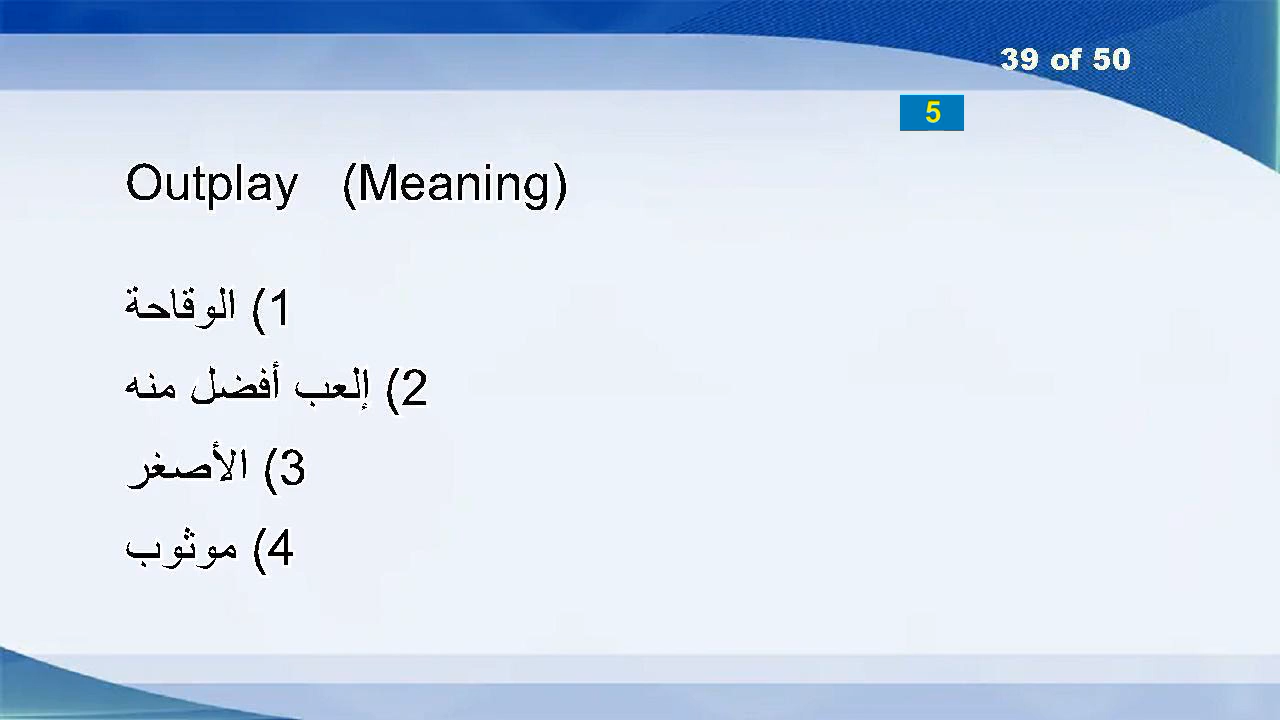 39 of 50
5
Outplay (Meaning)
1) الوقاحة
2) إلعب أفضل منه
3) الأصغر
4) موثوب